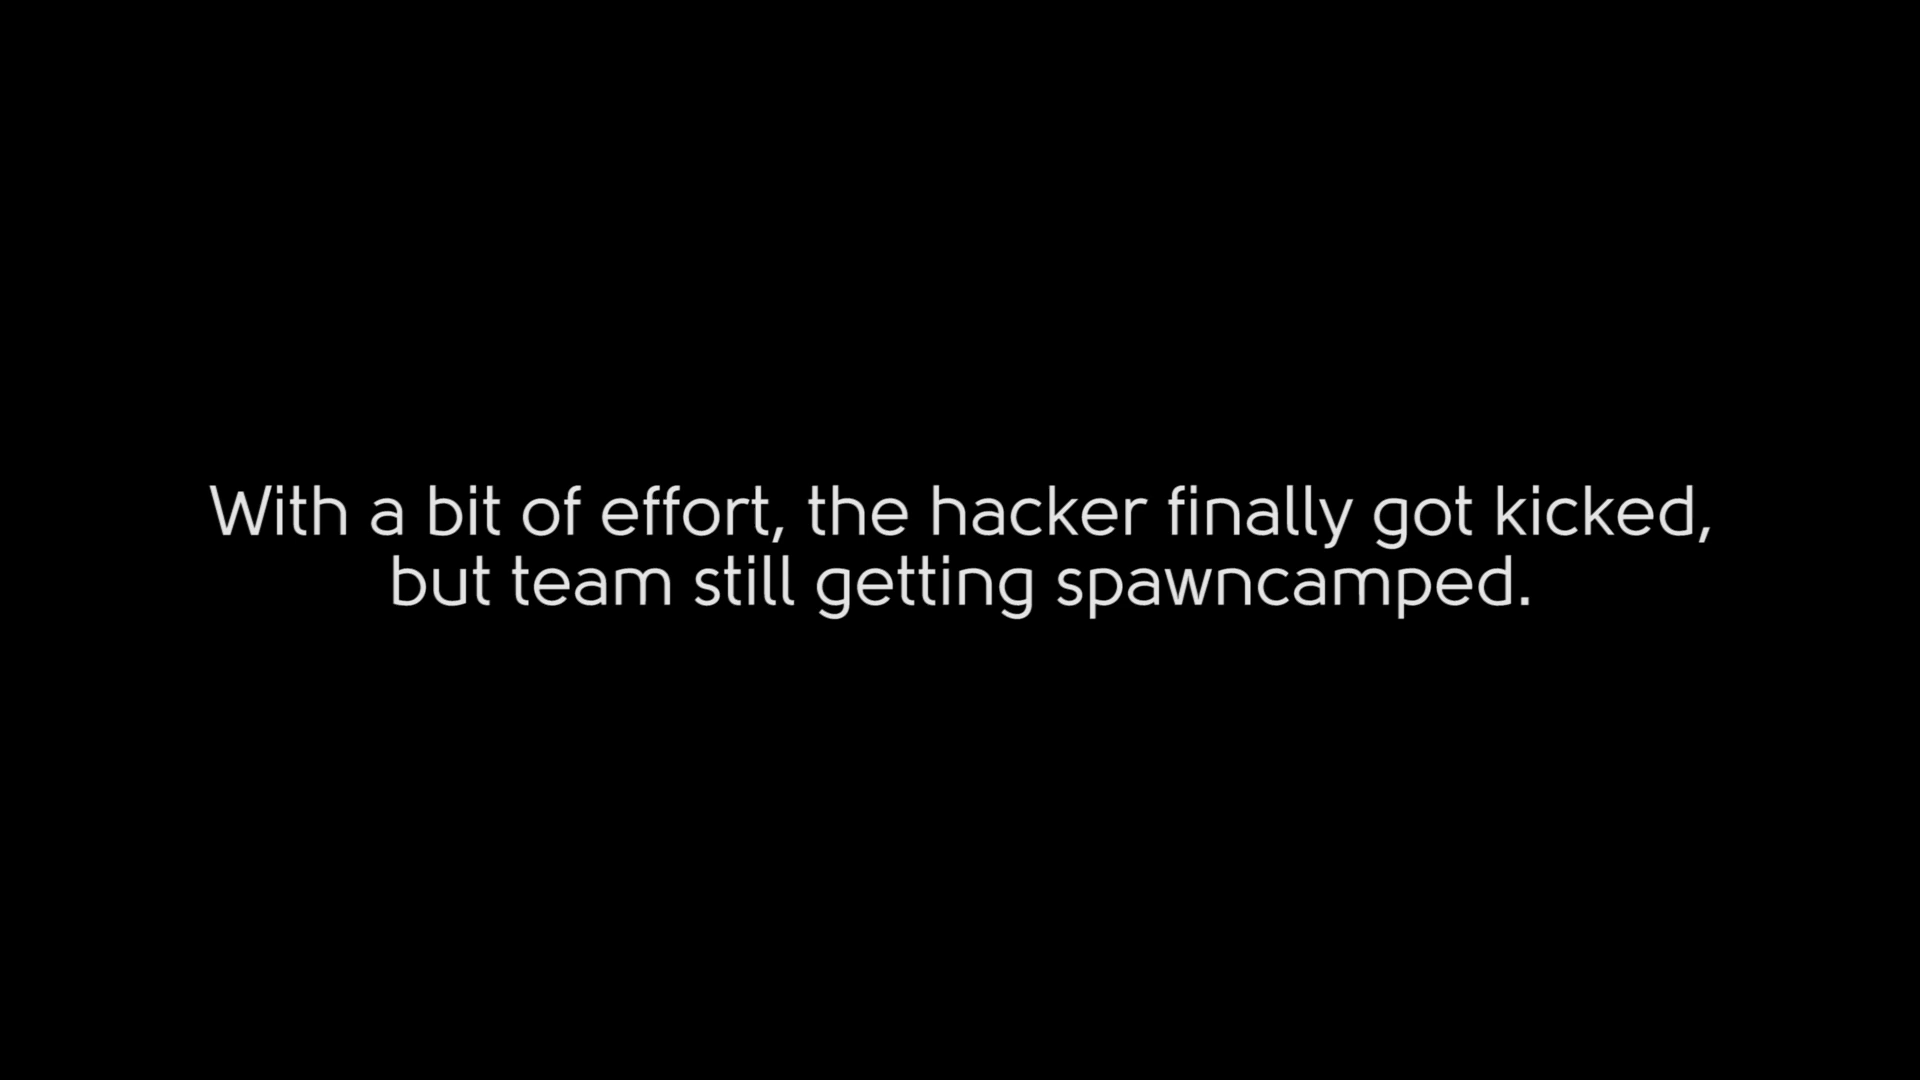 With a bit of effort, the hacker finally got kicked,
but team still getting spawncamped.